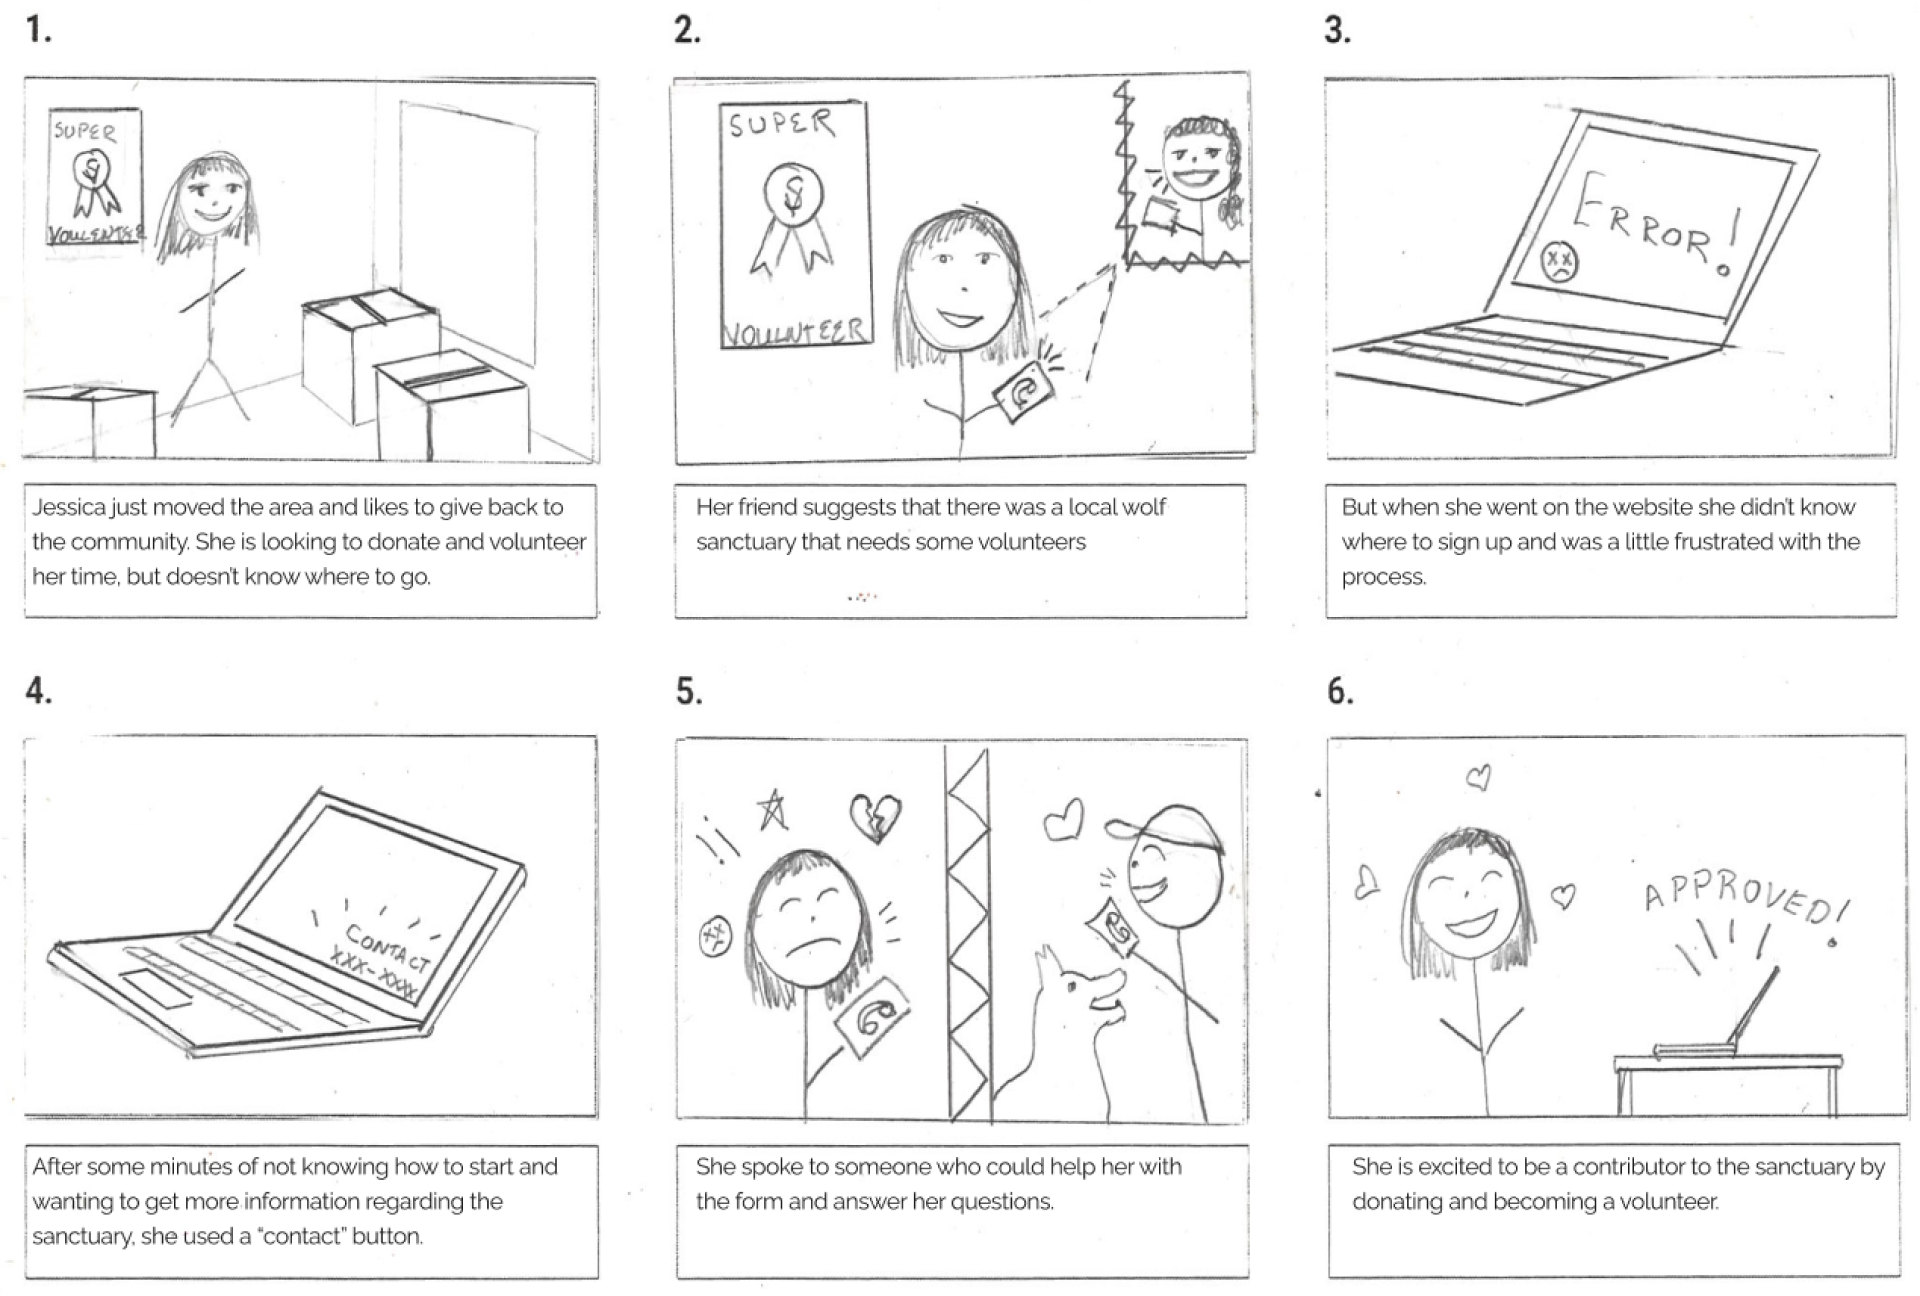 1.
SUPER
$
VOULENTEER
Jessica just moved the area and likes to give back to
the community. She is looking to donate and volunteer
her time, but doesn't know where to go.
2.
SUPER
$
VOULNTEER
Her friend suggests that there was a local wolf
sanctuary that needs some volunteers
3.
ERROR!
But when she went on the website she didn't know
where to sign up and was a little frustrated with the
process.
4.
CONTACT
XXX-XXXX
After some minutes of not knowing how to start and
wanting to get more information regarding the
sanctuary, she used a “contact” button.
5.
She spoke to someone who could help her with
the form and answer her questions.
6.
APPROVED!
She is excited to be a contributor to the sanctuary by
donating and becoming a volunteer.